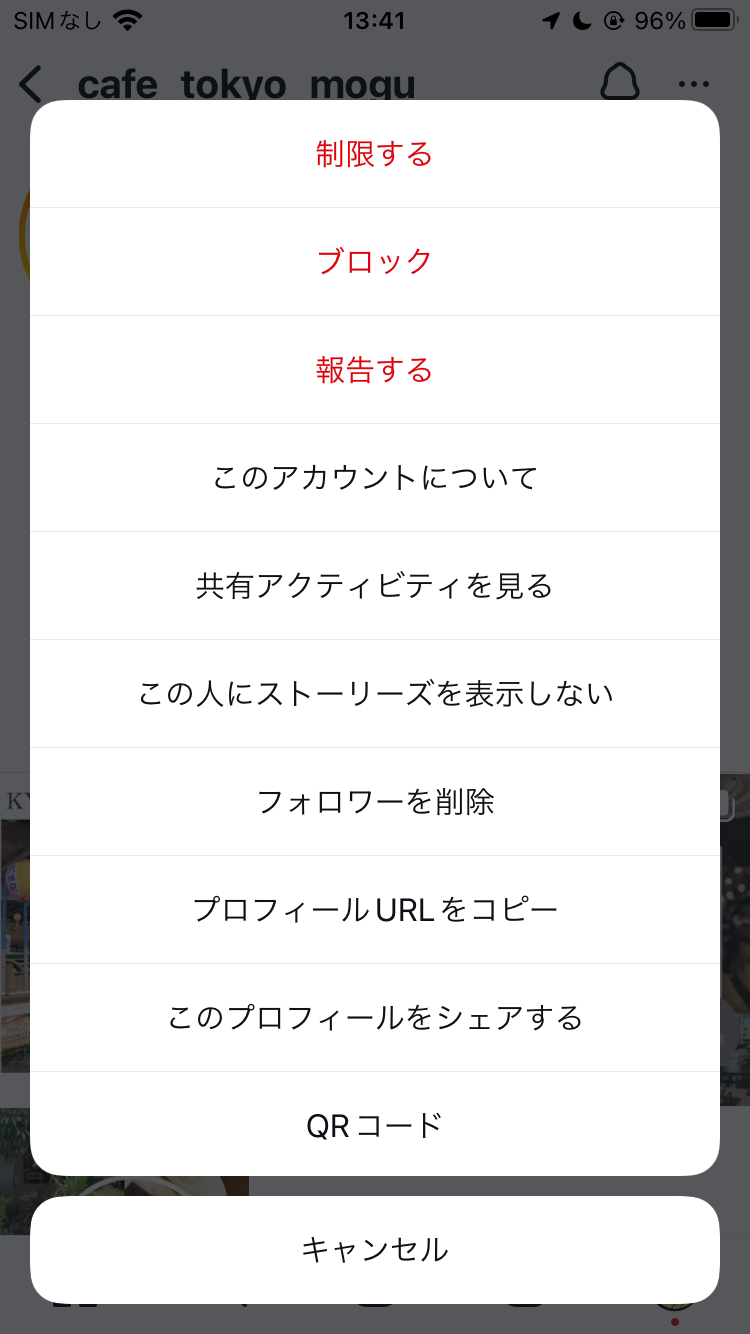 SIMなし 13:41 96%
cafe_tokyo_mogu
制限する
ブロック
報告する
このアカウントについて
共有アクティビティを見る
この人にストーリーズを表示しない
フォロワーを削除
プロフィールURLをコピー
このプロフィールをシェアする
QRコード
キャンセル